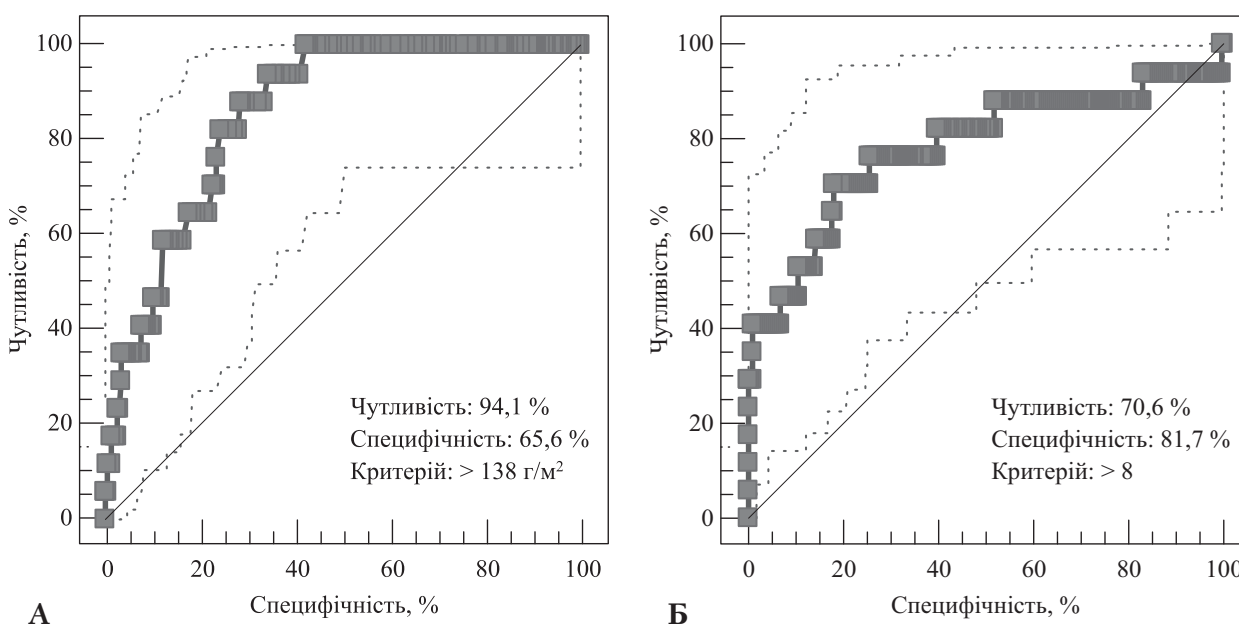 100
80
60
40
20
0
Чутливість, %
Чутливість: 94,1 %
Специфічність: 65,6 %
Критерій: > 138 г/м²
0 20 40 60 80 100
Специфічність, %
А
100
80
60
40
20
0
Чутливість, %
Чутливість: 70,6 %
Специфічність: 81,7 %
Критерій: > 8
0 20 40 60 80 100
Специфічність, %
Б